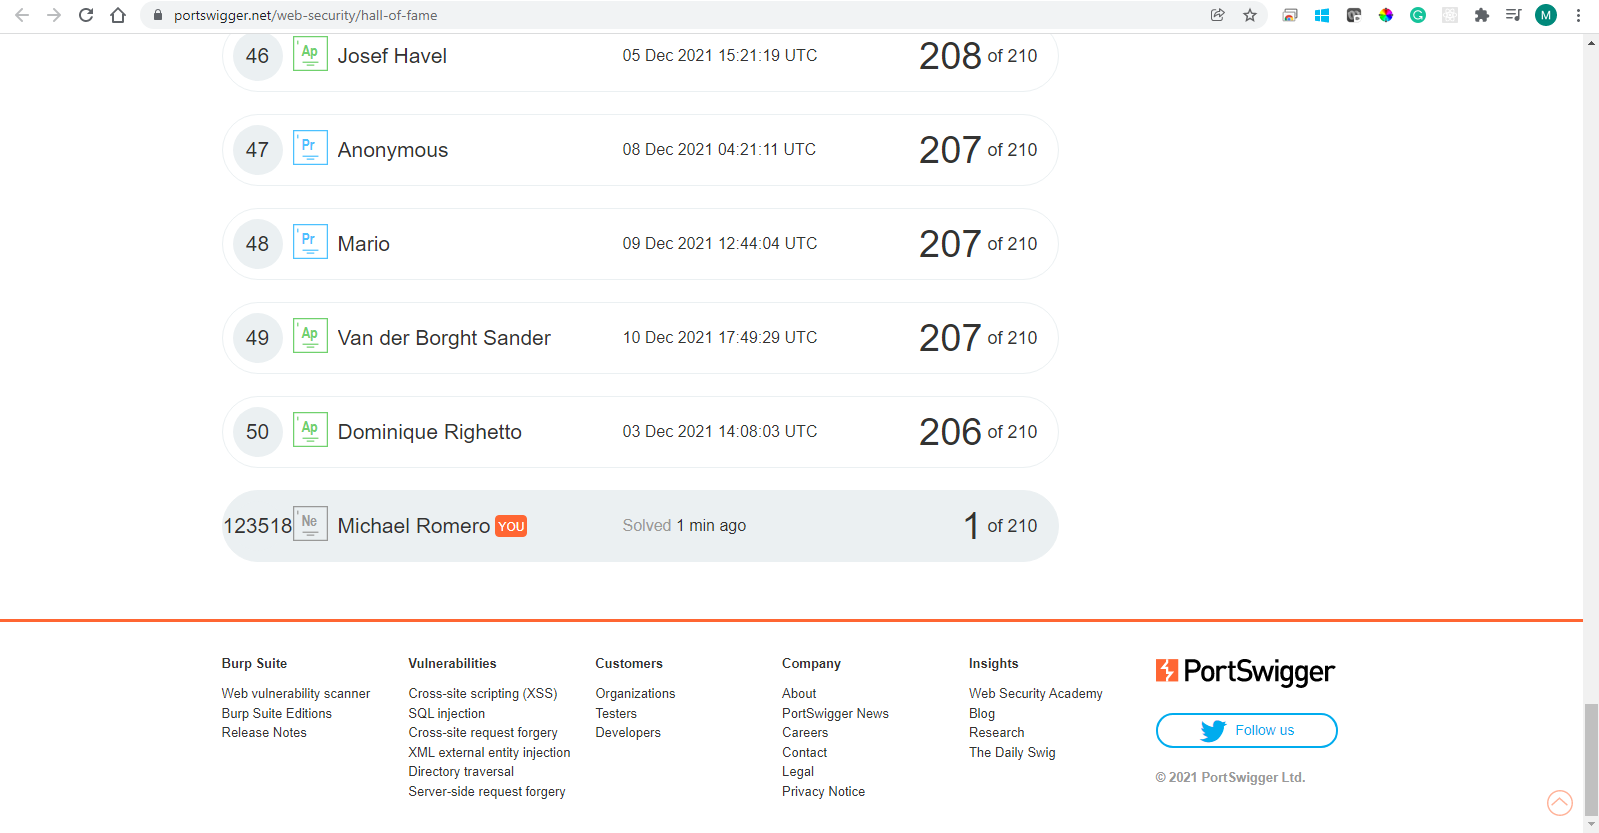 portswigger.net/web-security/hall-of-fame
M
46 Ap Josef Havel 05 Dec 2021 15:21:19 UTC 208 of 210
47 Pr Anonymous 08 Dec 2021 04:21:11 UTC 207 of 210
48 Pr Mario 09 Dec 2021 12:44:04 UTC 207 of 210
49 Ap Van der Borght Sander 10 Dec 2021 17:49:29 UTC 207 of 210
50 Ap Dominique Righetto 03 Dec 2021 14:08:03 UTC 206 of 210
123518 Ne Michael Romero YOU Solved 1 min ago 1 of 210
Burp Suite
Web vulnerability scanner
Burp Suite Editions
Release Notes
Vulnerabilities
Cross-site scripting (XSS)
SQL injection
Cross-site request forgery
XML external entity injection
Directory traversal
Server-side request forgery
Customers
Organizations
Testers
Developers
Company
About
PortSwigger News
Careers
Contact
Legal
Privacy Notice
Insights
Web Security Academy
Blog
Research
The Daily Swig
PortSwigger
Follow us
© 2021 PortSwigger Ltd.